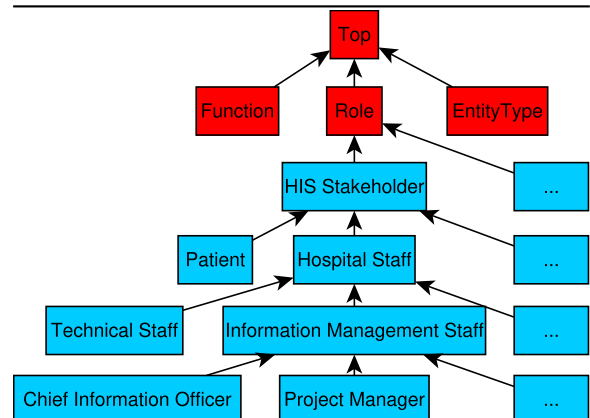 Top
Function
Role
EntityType
HIS Stakeholder
...
Patient
Hospital Staff
...
Technical Staff
Information Management Staff
...
Chief Information Officer
Project Manager
...